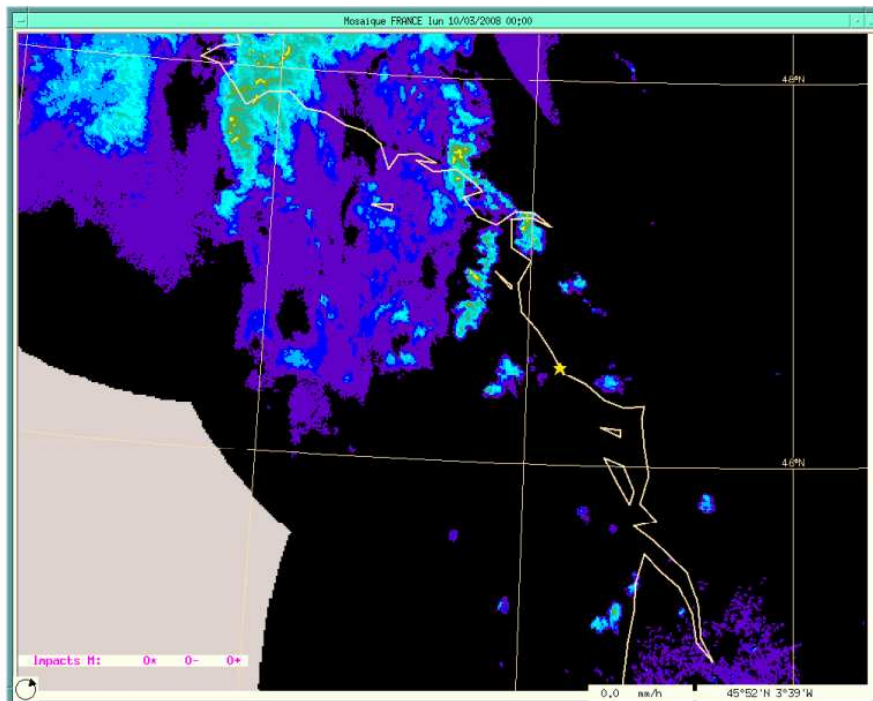 Mosaique FRANCE lun 10/03/2008 00:00
48°N
46°N
Impacts M: 0* 0- 0+
0.0 mm/h 45°52'N 3°39'W